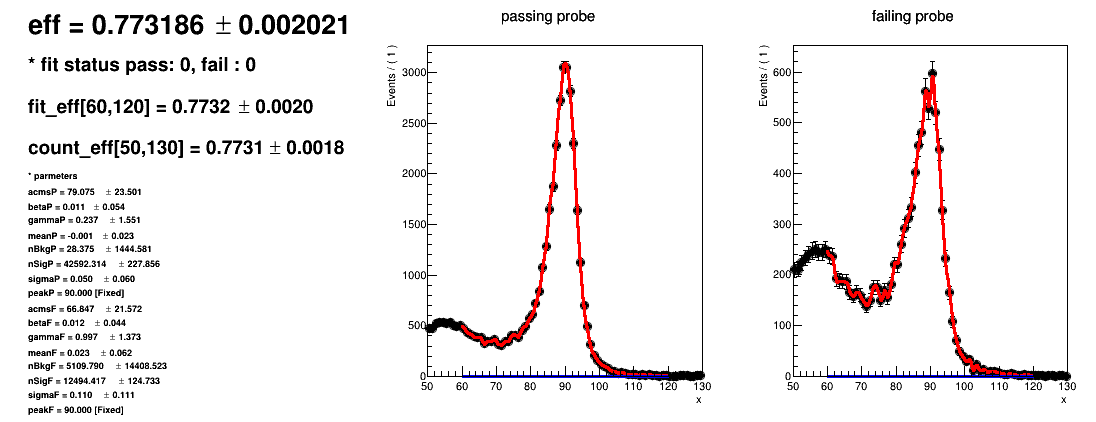 eff = 0.773186 ± 0.002021
* fit status pass: 0, fail : 0
fit_eff[60,120] = 0.7732 ± 0.0020
count_eff[50,130] = 0.7731 ± 0.0018
* parmeters
acmsP = 79.075 ± 23.501
betaP = 0.011 ± 0.054
gammaP = 0.237 ± 1.551
meanP = -0.001 ± 0.023
nBkgP = 28.375 ± 1444.581
nSigP = 42592.314 ± 227.856
sigmaP = 0.050 ± 0.060
peakP = 90.000 [Fixed]
acmsF = 66.847 ± 21.572
betaF = 0.012 ± 0.044
gammaF = 0.997 ± 1.373
meanF = 0.023 ± 0.062
nBkgF = 5109.790 ± 14408.523
nSigF = 12494.417 ± 124.733
sigmaF = 0.110 ± 0.111
peakF = 90.000 [Fixed]
passing probe
Events / ( 1 )
3000
2500
2000
1500
1000
500
0
50 60 70 80 90 100 110 120 130
x
failing probe
Events / ( 1 )
600
500
400
300
200
100
0
50 60 70 80 90 100 110 120 130
x